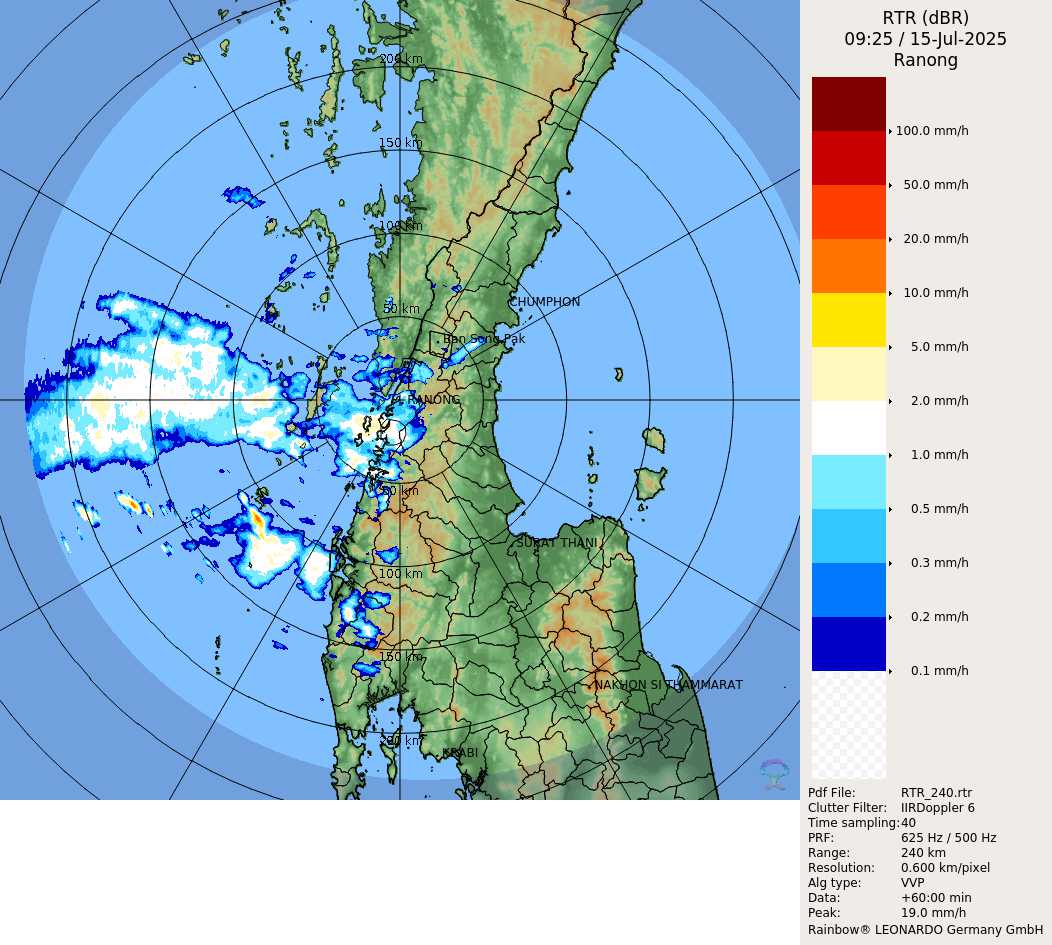 RTR (dBR)
09:25 / 15-Jul-2025
Ranong
200 km
150 km
100 km
50 km
CHUMPHON
Ban Song Pak
RANONG
50 km
SURAT THANI
100 km
150 km
NAKHON SI THAMMARAT
200 km
KRABI
100.0 mm/h
50.0 mm/h
20.0 mm/h
10.0 mm/h
5.0 mm/h
2.0 mm/h
1.0 mm/h
0.5 mm/h
0.3 mm/h
0.2 mm/h
0.1 mm/h
Pdf File: RTR_240.rtr
Clutter Filter: IIRDoppler 6
Time sampling: 40
PRF: 625 Hz / 500 Hz
Range: 240 km
Resolution: 0.600 km/pixel
Alg type: VVP
Data: +60:00 min
Peak: 19.0 mm/h
Rainbow® LEONARDO Germany GmbH